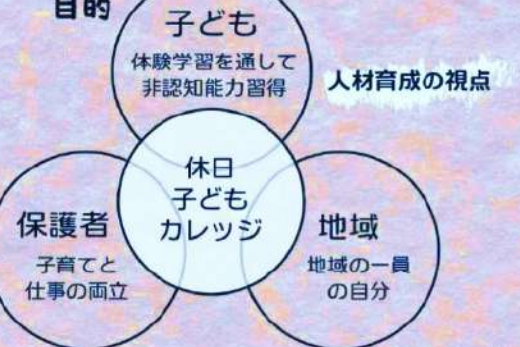 目的
子ども
体験学習を通して
非認知能力習得
人材育成の視点
休日
子ども
カレッジ
保護者
子育てと
仕事の両立
地域
地域の一員
の自分